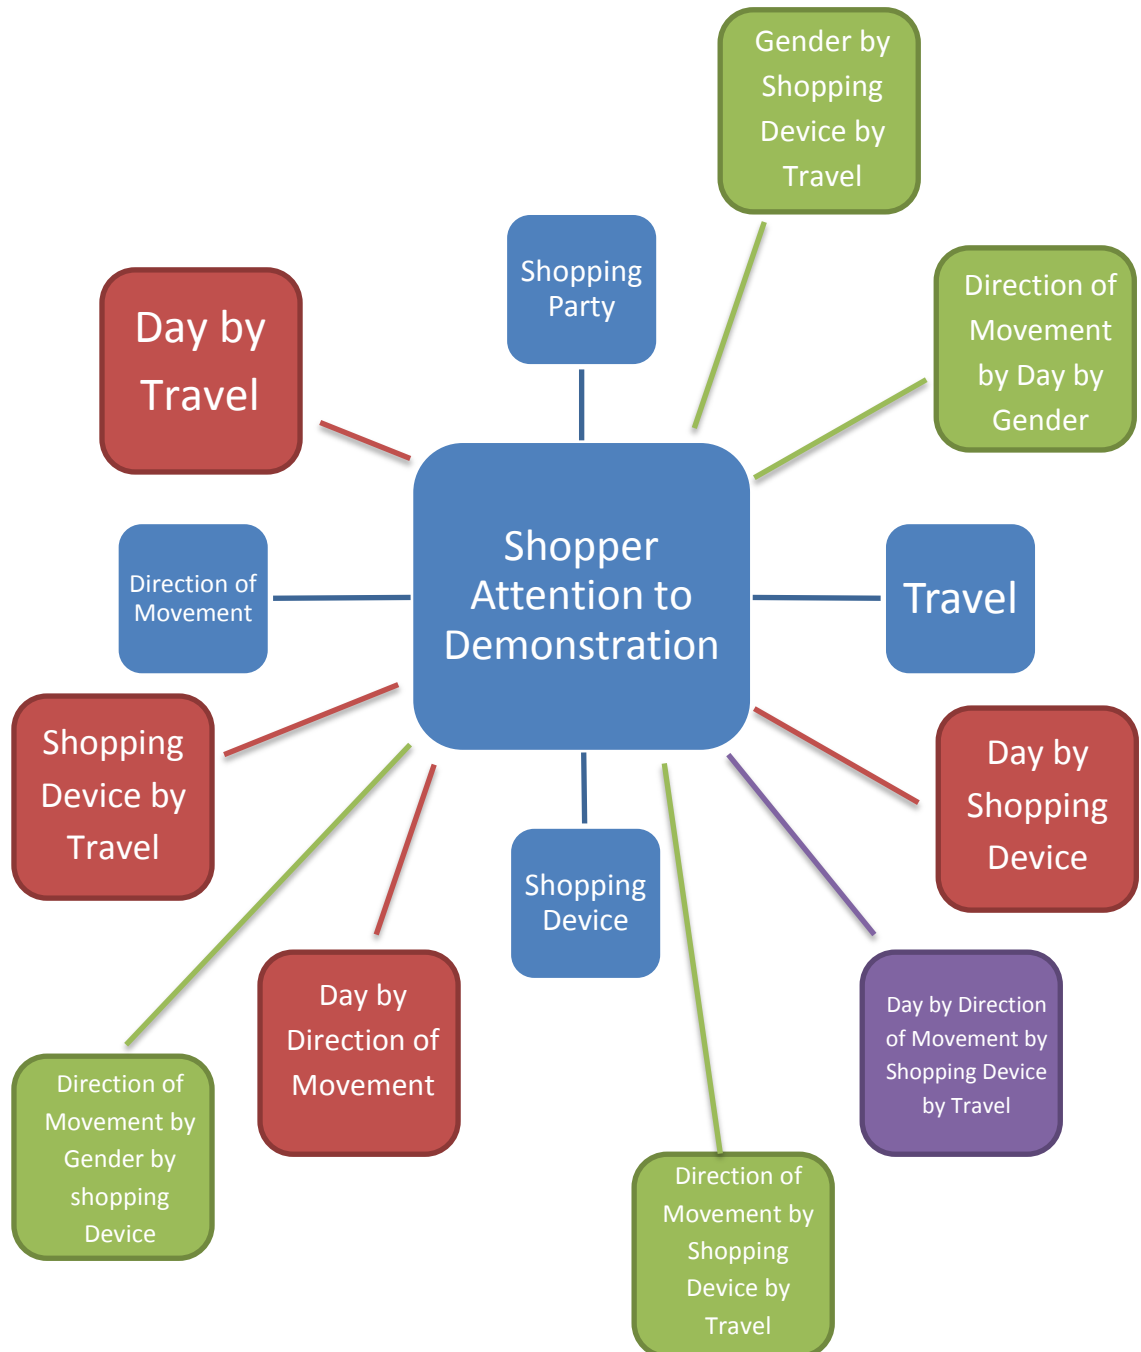 Gender by
Shopping
Device by
Travel
Shopping
Party
Direction of
Movement
by Day by
Gender
Day by
Travel
Shopper
Attention to
Demonstration
Direction of
Movement
Travel
Shopping
Device by
Travel
Day by
Shopping
Device
Shopping
Device
Day by
Direction of
Movement
Day by Direction
of Movement by
Shopping Device
by Travel
Direction of
Movement by
Gender by
shopping
Device
Direction of
Movement by
Shopping
Device by
Travel